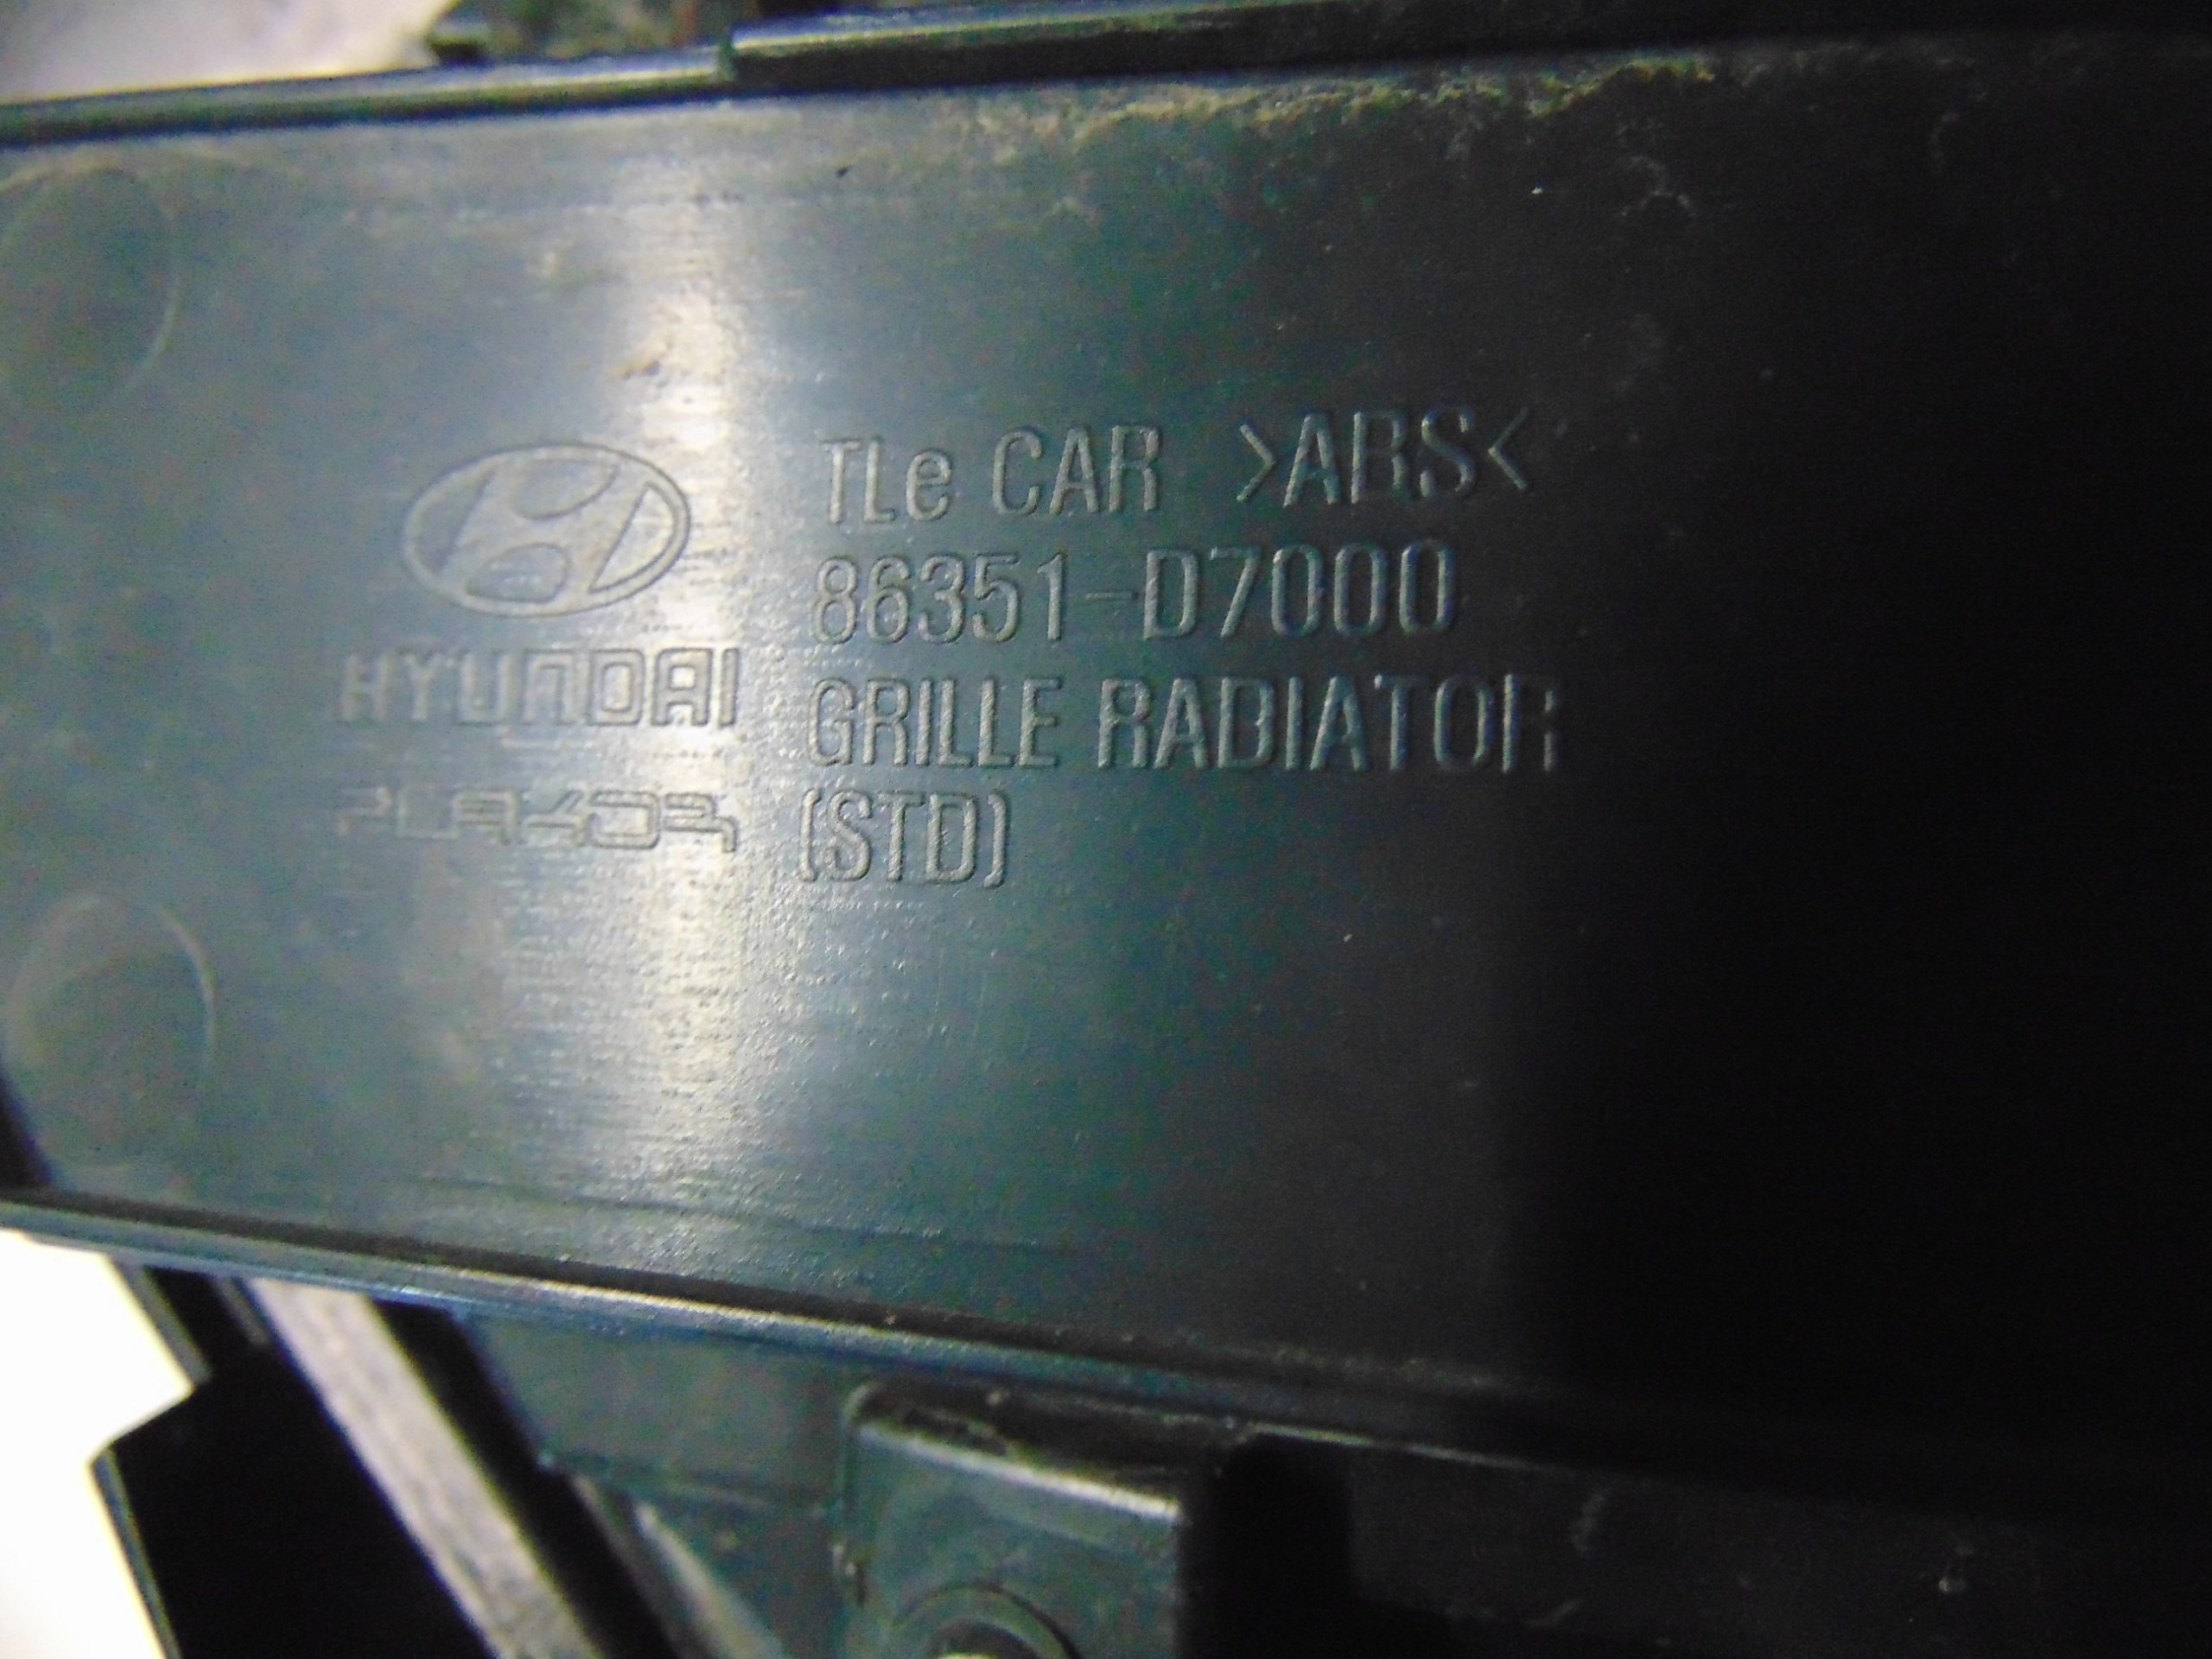 TLe CAR >ABS<
86351-D7000
HYUNDAI
GRILLE RADIATOR
PLAKOR
(STD)